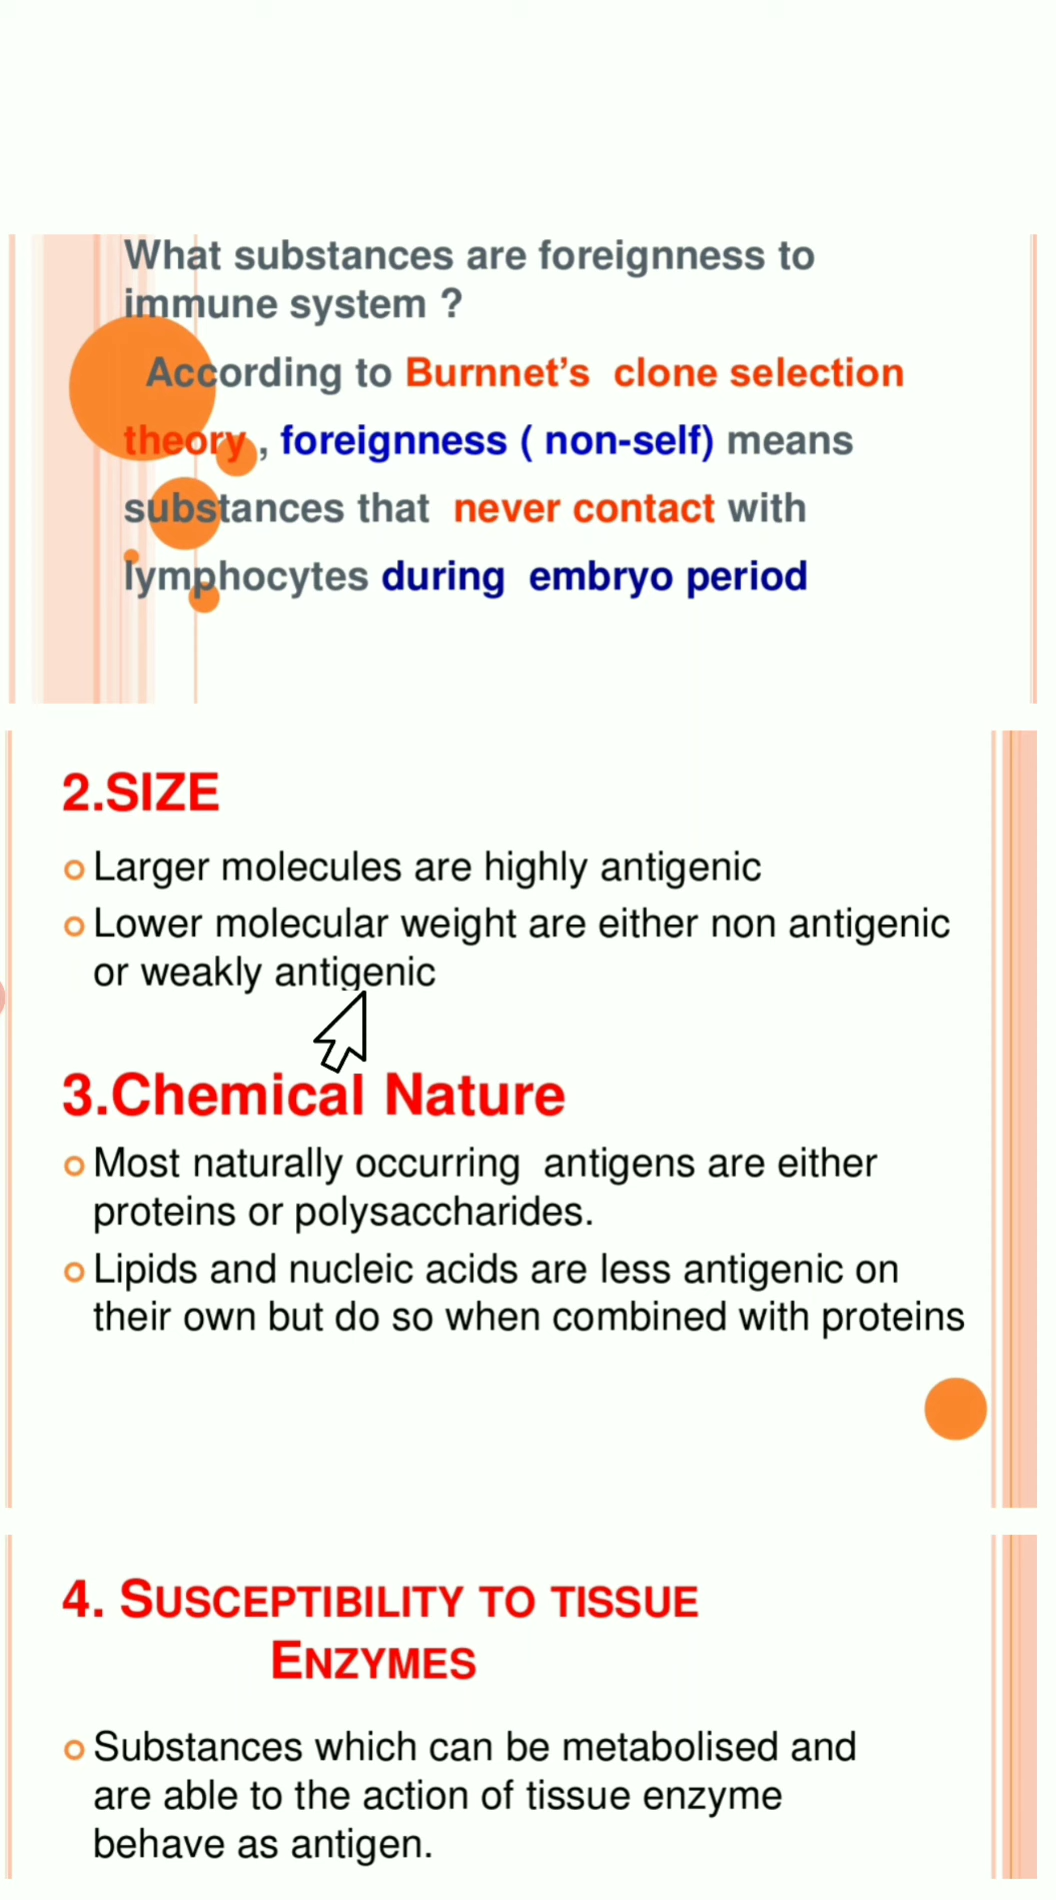 What substances are foreignness to
immune system ?
According to Burnnet’s clone selection
theory , foreignness ( non-self) means
substances that never contact with
lymphocytes during embryo period
2.SIZE
Larger molecules are highly antigenic
Lower molecular weight are either non antigenic
or weakly antigenic
3.Chemical Nature
Most naturally occurring antigens are either
proteins or polysaccharides.
Lipids and nucleic acids are less antigenic on
their own but do so when combined with proteins
4. SUSCEPTIBILITY TO TISSUE
ENZYMES
Substances which can be metabolised and
are able to the action of tissue enzyme
behave as antigen.